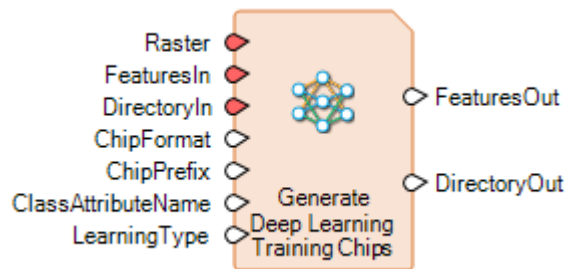 Raster
FeaturesIn
DirectoryIn
ChipFormat
ChipPrefix
ClassAttributeName
LearningType
Generate
Deep Learning
Training Chips
FeaturesOut
DirectoryOut